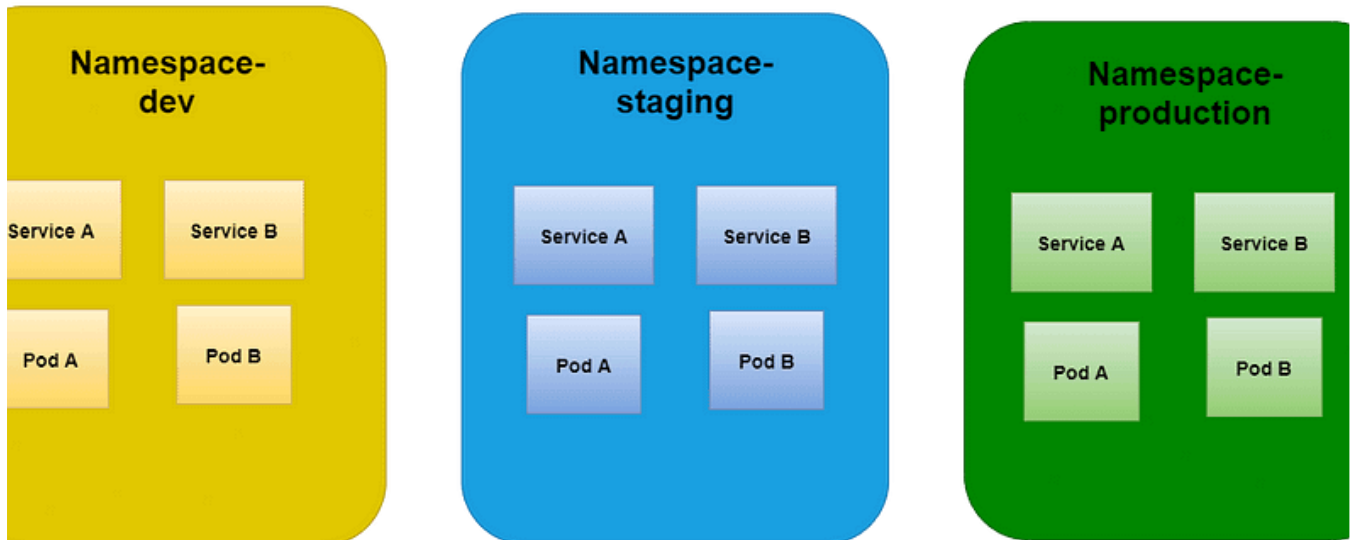 Namespace-
dev
Service A
Service B
Pod A
Pod B
Namespace-
staging
Service A
Service B
Pod A
Pod B
Namespace-
production
Service A
Service B
Pod A
Pod B